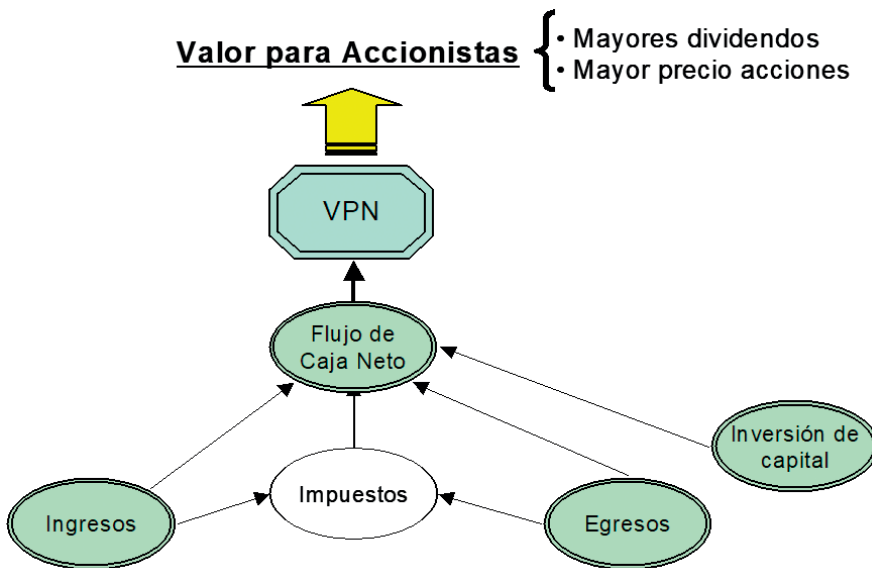 Valor para Accionistas
• Mayores dividendos
• Mayor precio acciones
VPN
Flujo de
Caja Neto
Inversión de
capital
Impuestos
Ingresos
Egresos